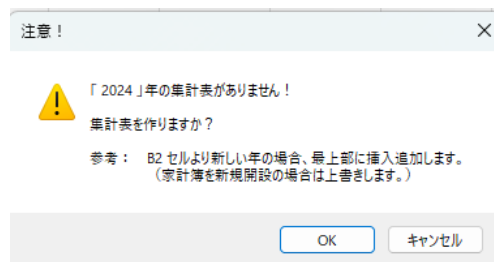 注意！
「 2024 」年の集計表がありません！
集計表を作りますか？
参考： B2 セルより新しい年の場合、最上部に挿入追加します。
（家計簿を新規開設の場合は上書きします。）
OK キャンセル